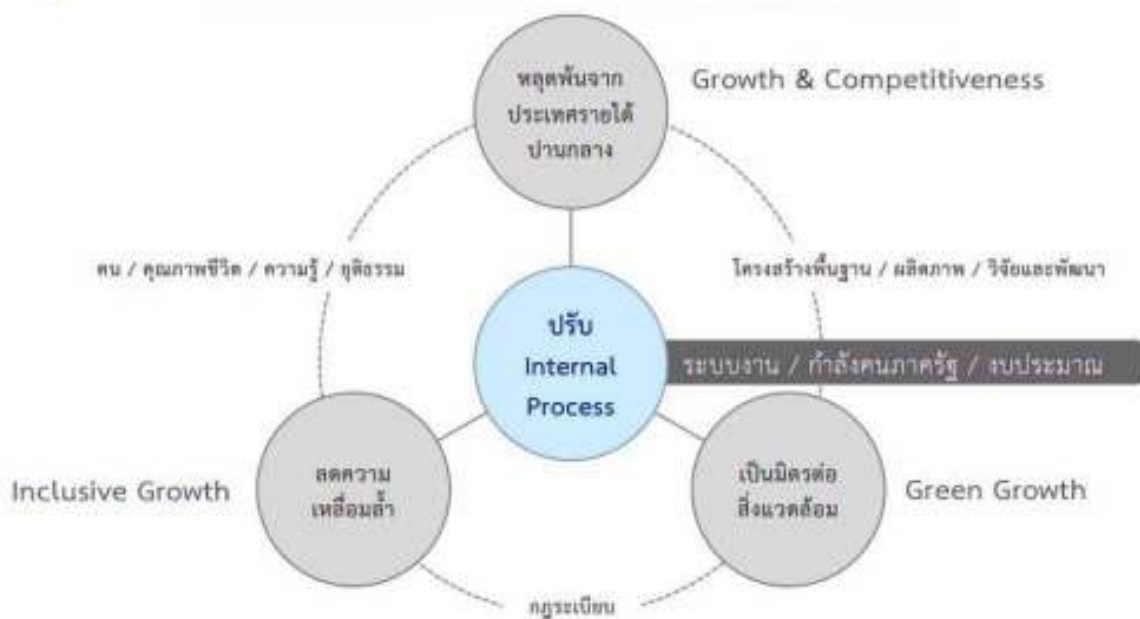 หลุดพ้นจาก
ประเทศรายได้
ปานกลาง
Growth & Competitiveness
คน / คุณภาพชีวิต / ความรู้ / ยุติธรรม
โครงสร้างพื้นฐาน / ผลิตภาพ / วิจัยและพัฒนา
ปรับ
Internal
Process
ระบบงาน / กำลังคนภาครัฐ / งบประมาณ
Inclusive Growth
ลดความ
เหลื่อมล้ำ
เป็นมิตรต่อ
สิ่งแวดล้อม
Green Growth
กฎระเบียบ